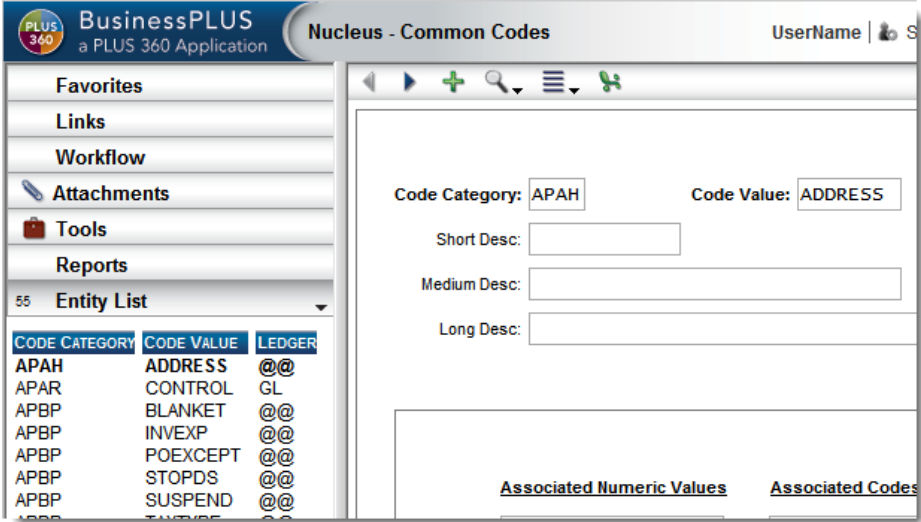 PLUS 360
BusinessPLUS
a PLUS 360 Application
Nucleus - Common Codes
UserName
Favorites
Links
Workflow
Attachments
Tools
Reports
55 Entity List
CODE CATEGORY CODE VALUE LEDGER
APAH ADDRESS @@
APAR CONTROL GL
APBP BLANKET @@
APBP INVEXP @@
APBP POEXCEPT @@
APBP STOPDS @@
APBP SUSPEND @@
Code Category: APAH Code Value: ADDRESS
Short Desc:
Medium Desc:
Long Desc:
Associated Numeric Values Associated Codes